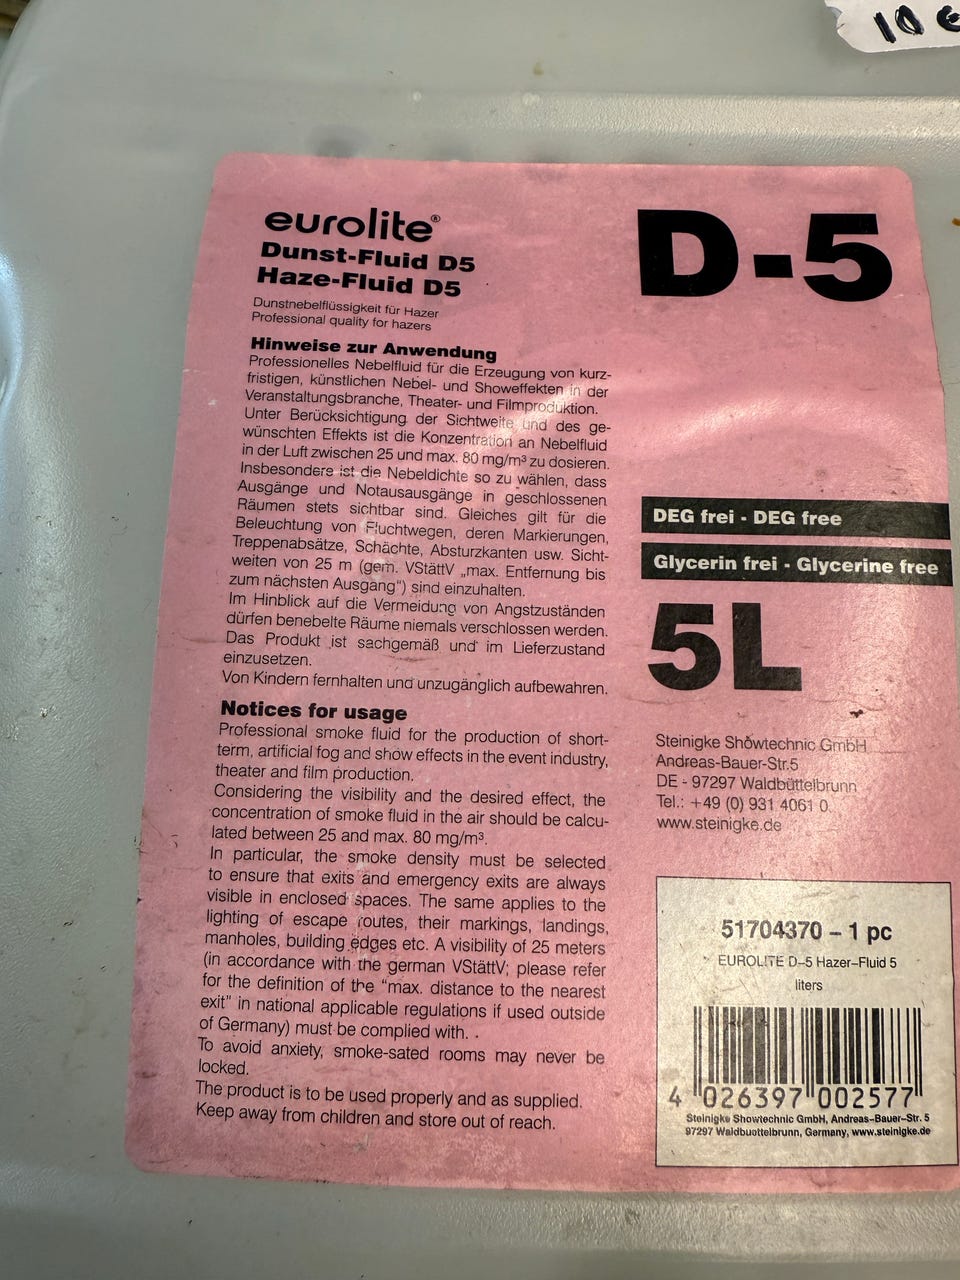 10 €
eurolite®
Dunst-Fluid D5
Haze-Fluid D5
Dunstnebelflüssigkeit für Hazer
Professional quality for hazers
D-5
Hinweise zur Anwendung
Professionelles Nebelfluid für die Erzeugung von kurz-
fristigen, künstlichen Nebel- und Showeffekten in der
Veranstaltungsbranche, Theater- und Filmproduktion.
Unter Berücksichtigung der Sichtweite und des ge-
wünschten Effekts ist die Konzentration an Nebelfluid
in der Luft zwischen 25 und max. 80 mg/m³ zu dosieren.
Insbesondere ist die Nebeldichte so zu wählen, dass
Ausgänge und Notausausgänge in geschlossenen
Räumen stets sichtbar sind. Gleiches gilt für die
Beleuchtung von Fluchtwegen, deren Markierungen,
Treppenabsätze, Schächte, Absturzkanten usw. Sicht-
weiten von 25 m (gem. VStättV „max. Entfernung bis
zum nächsten Ausgang“) sind einzuhalten.
Im Hinblick auf die Vermeidung von Angstzuständen
dürfen benebelte Räume niemals verschlossen werden.
Das Produkt ist sachgemäß und im Lieferzustand
einzusetzen.
Von Kindern fernhalten und unzugänglich aufbewahren.
Notices for usage
Professional smoke fluid for the production of short-
term, artificial fog and show effects in the event industry,
theater and film production.
Considering the visibility and the desired effect, the
concentration of smoke fluid in the air should be calcu-
lated between 25 and max. 80 mg/m³.
In particular, the smoke density must be selected
to ensure that exits and emergency exits are always
visible in enclosed spaces. The same applies to the
lighting of escape routes, their markings, landings,
manholes, building edges etc. A visibility of 25 meters
(in accordance with the german VStättV; please refer
for the definition of the “max. distance to the nearest
exit” in national applicable regulations if used outside
of Germany) must be complied with. .
To avoid anxiety, smoke-sated rooms may never be
locked.
The product is to be used properly and as supplied.
Keep away from children and store out of reach.
DEG frei - DEG free
Glycerin frei - Glycerine free
5L
Steinigke Showtechnic GmbH
Andreas-Bauer-Str.5
DE - 97297 Waldbüttelbrunn
Tel.: +49 (0) 931 4061 0
www.steinigke.de
51704370 – 1 pc
EUROLITE D-5 Hazer-Fluid 5
liters
4 026397 002577
Steinigke Showtechnic GmbH, Andreas-Bauer-Str. 5
97297 Waldbuettelbrunn, Germany, www.steinigke.de